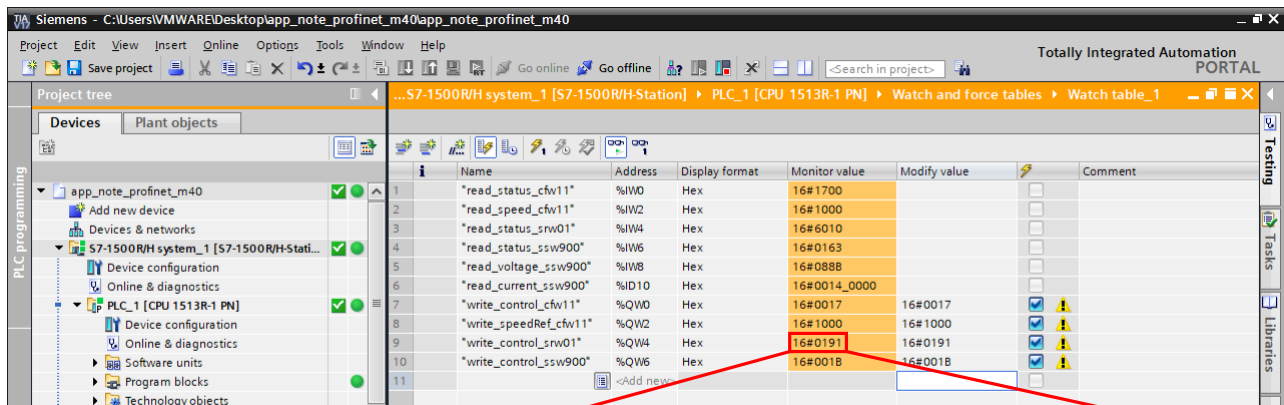 Siemens - C:\Users\VMWARE\Desktop\app_note_profinet_m40\app_note_profinet_m40
Project Edit View Insert Online Options Tools Window Help
Totally Integrated Automation
PORTAL
Save project Go online Go offline <Search in project>
Project tree
...S7-1500R/H system_1 [S7-1500R/H-Station] PLC_1 [CPU 1513R-1 PN] Watch and force tables Watch table_1
Devices Plant objects
i Name Address Display format Monitor value Modify value Comment
app_note_profinet_m40
Add new device
Devices & networks
S7-1500R/H system_1 [S7-1500R/H-Stati...
Device configuration
Online & diagnostics
PLC_1 [CPU 1513R-1 PN]
Device configuration
Online & diagnostics
Software units
Program blocks
Technology objects
1 "read_status_cfw11" %IW0 Hex 16#1700
2 "read_speed_cfw11" %IW2 Hex 16#1000
3 "read_status_srw01" %IW4 Hex 16#6010
4 "read_status_ssw900" %IW6 Hex 16#0163
5 "read_voltage_ssw900" %IW8 Hex 16#088B
6 "read_current_ssw900" %ID10 Hex 16#0014_0000
7 "write_control_cfw11" %QW0 Hex 16#0017 16#0017
8 "write_speedRef_cfw11" %QW2 Hex 16#1000 16#1000
9 "write_control_srw01" %QW4 Hex 16#0191 16#0191
10 "write_control_ssw900" %QW6 Hex 16#001B 16#001B
11 <Add new>
PLC programming
Testing
Tasks
Libraries